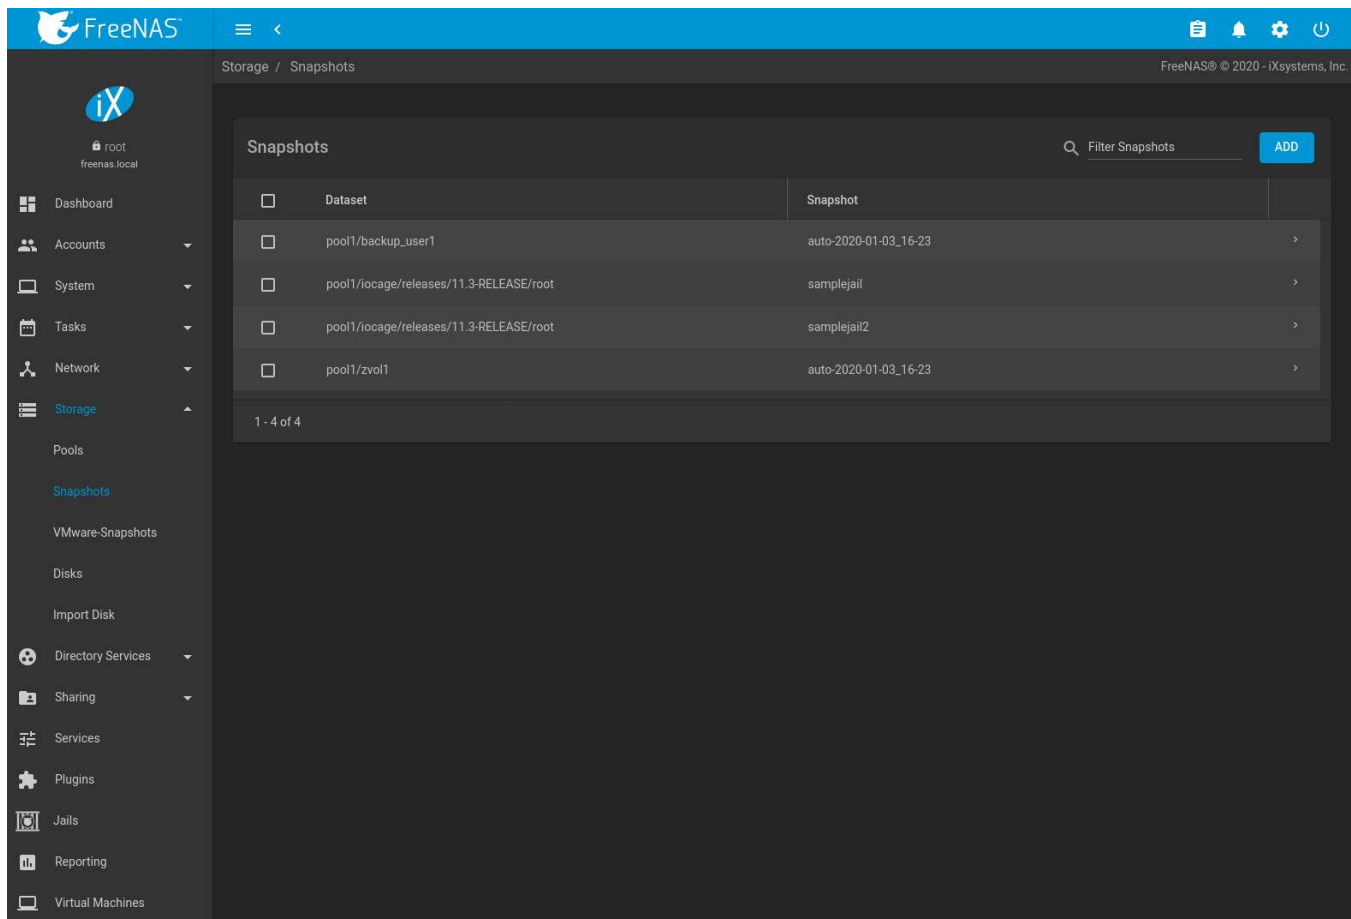 FreeNAS™
Storage / Snapshots
FreeNAS® © 2020 - iXsystems, Inc.
iX
root
freenas.local
Dashboard
Accounts
System
Tasks
Network
Storage
Pools
Snapshots
VMware-Snapshots
Disks
Import Disk
Directory Services
Sharing
Services
Plugins
Jails
Reporting
Virtual Machines
Snapshots
Filter Snapshots
ADD
Dataset Snapshot
pool1/backup_user1 auto-2020-01-03_16-23
pool1/iocage/releases/11.3-RELEASE/root samplejail
pool1/iocage/releases/11.3-RELEASE/root samplejail2
pool1/zvol1 auto-2020-01-03_16-23
1 - 4 of 4